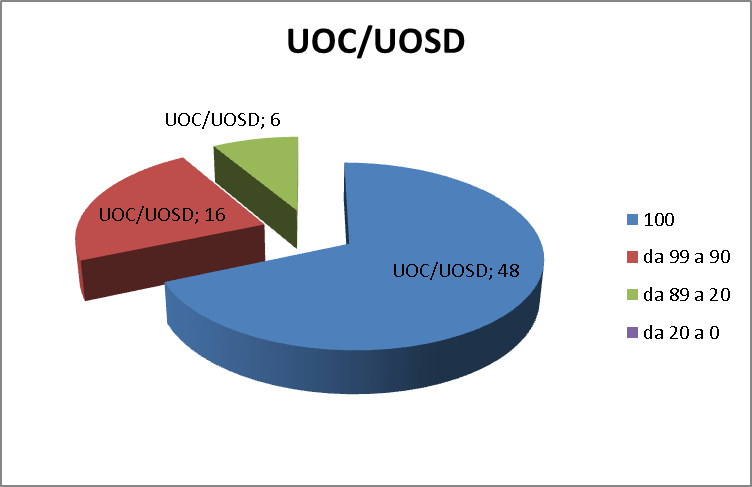 UOC/UOSD
UOC/UOSD; 6
UOC/UOSD; 16
UOC/UOSD; 48
100
da 99 a 90
da 89 a 20
da 20 a 0